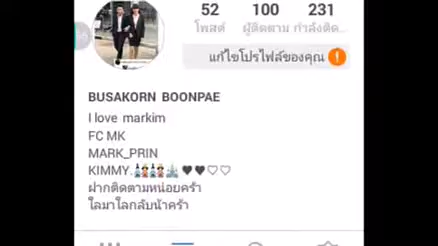 52 100 231
โพสต์ ผู้ติดตาม กำลังติด...
แก้ไขโปรไฟล์ของคุณ
BUSAKORN BOONPAE
I love markim
FC MK
MARK_PRIN
KIMMY.🎎🎎🏰♥♥♡♡
ฝากติดตามหน่อยคร้า
ใลมาใลกลับน้าคร้า